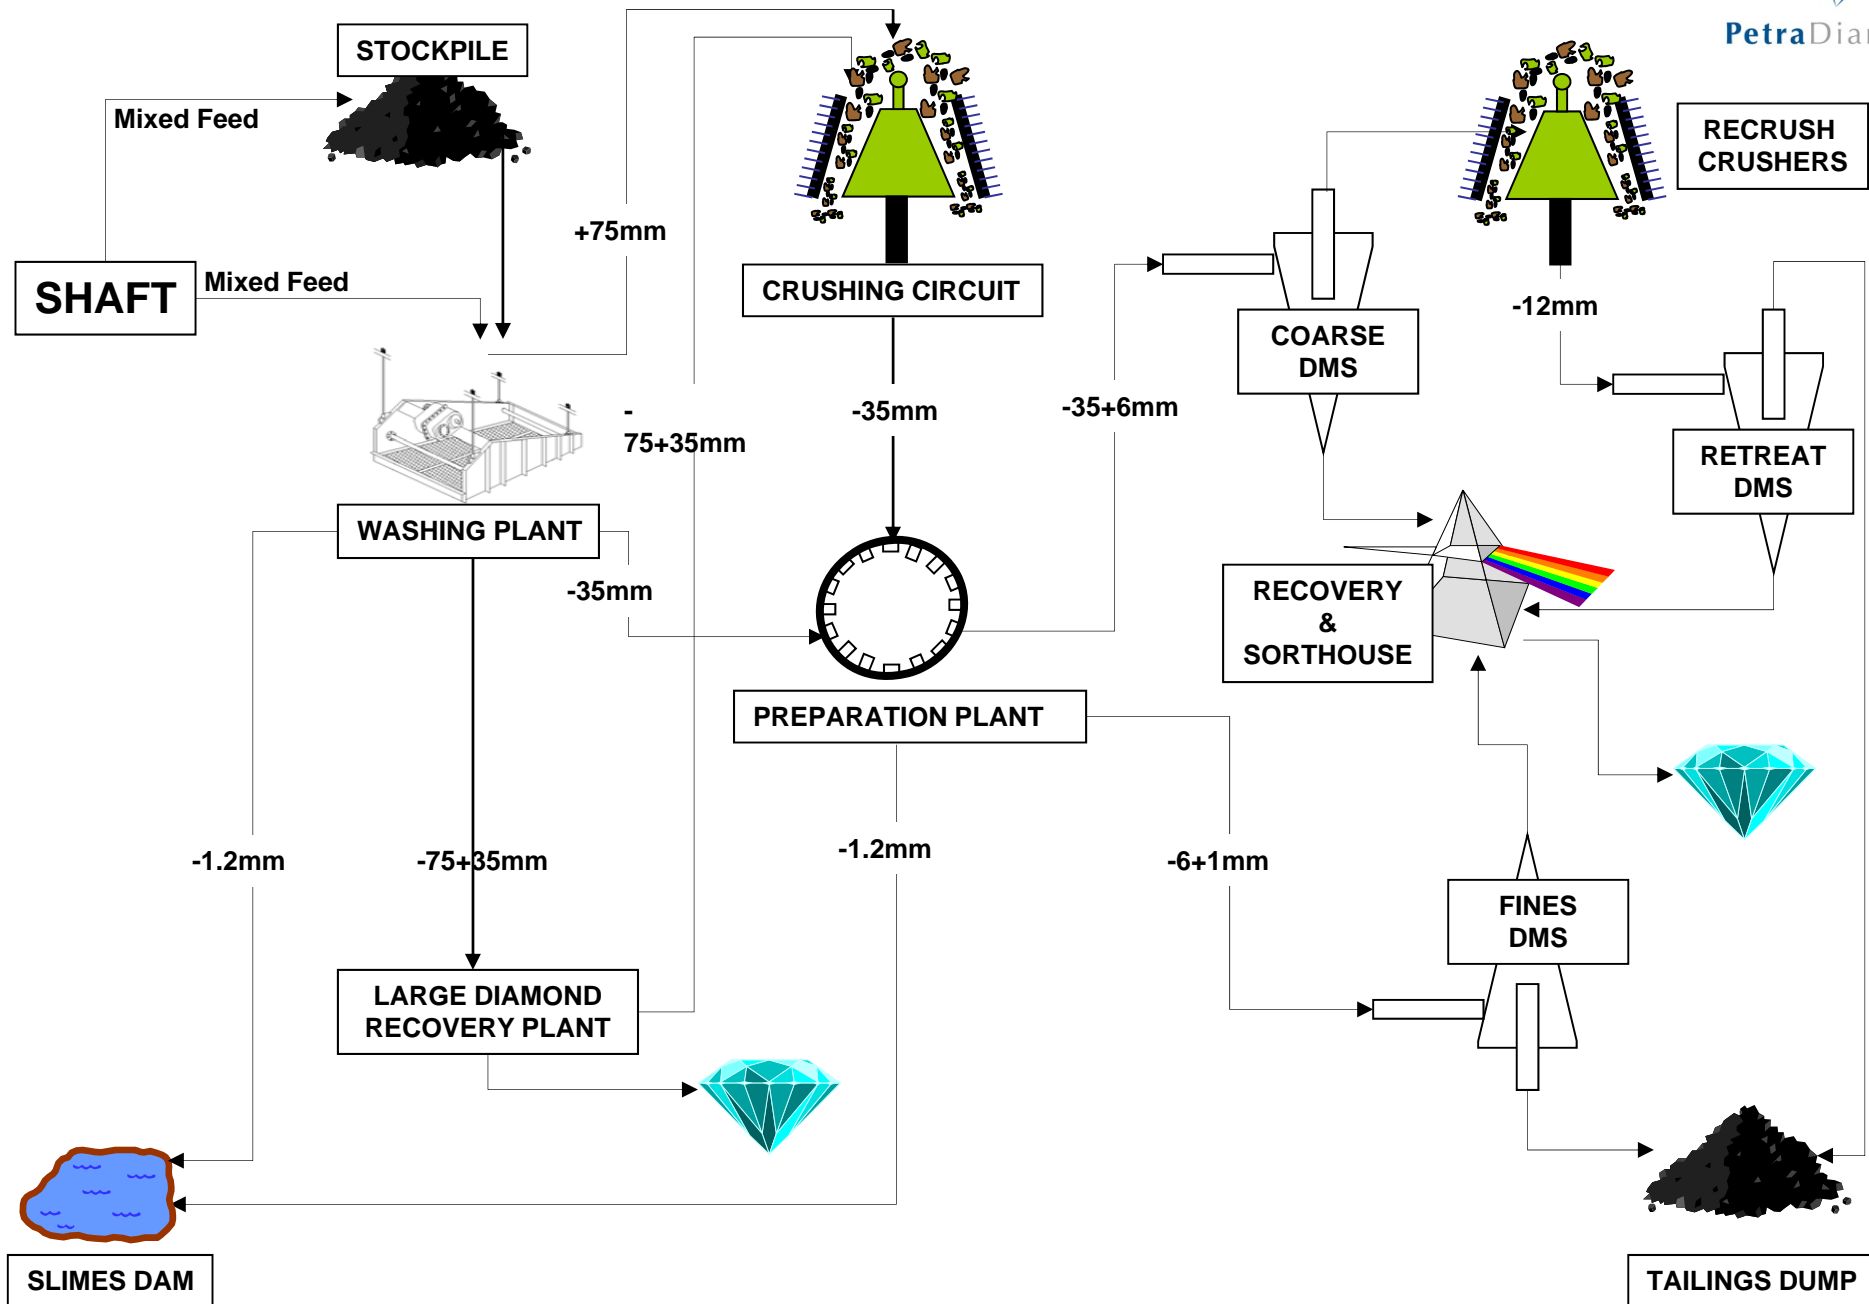 PetraDiam
STOCKPILE
Mixed Feed
RECRUSH
CRUSHERS
+75mm
SHAFT
Mixed Feed
CRUSHING CIRCUIT
-12mm
COARSE
DMS
-
75+35mm
-35mm
-35+6mm
RETREAT
DMS
WASHING PLANT
-35mm
RECOVERY
&
SORTHOUSE
PREPARATION PLANT
-1.2mm
-75+35mm
-1.2mm
-6+1mm
FINES
DMS
LARGE DIAMOND
RECOVERY PLANT
SLIMES DAM
TAILINGS DUMP